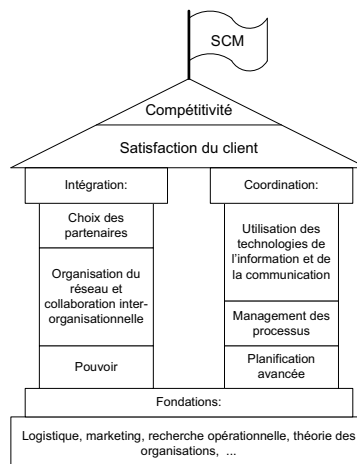 SCM
Compétitivité
Satisfaction du client
Intégration:
Choix des
partenaires
Organisation du
réseau et
collaboration inter-
organisationnelle
Pouvoir
Coordination:
Utilisation des
technologies de
l'information et de
la communication
Management des
processus
Planification
avancée
Fondations:
Logistique, marketing, recherche opérationnelle, théorie des
organisations, ...